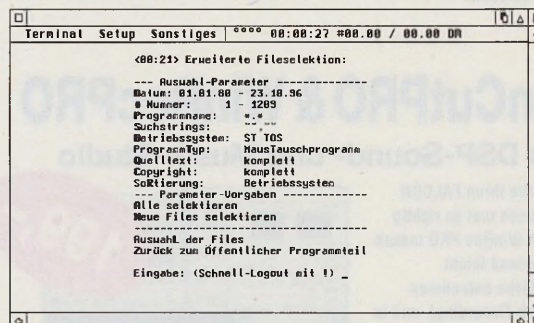 Terminal Setup Sonstiges °°°° 00:00:27 #00.00 / 00.00 DM
<00:21> Erweiterte Fileselektion:
--- Auswahl-Parameter ---------------
Datum: 01.01.80 - 23.10.96
# Nummer: 1 - 1209
Programmname: *.*
Suchstrings: -- --
Betriebssystem: ST TOS
ProgrammTyp: MausTauschprogramm
Quelltext: komplett
Copyright: komplett
SoRtierung: Betriebssystem
--- Parameter-Vorgaben --------------
Alle selektieren
Neue Files selektieren
-------------------------------------
AuswahL der Files
Zurück zum Öffentlicher Programmteil
Eingabe: (Schnell-Logout mit !) _